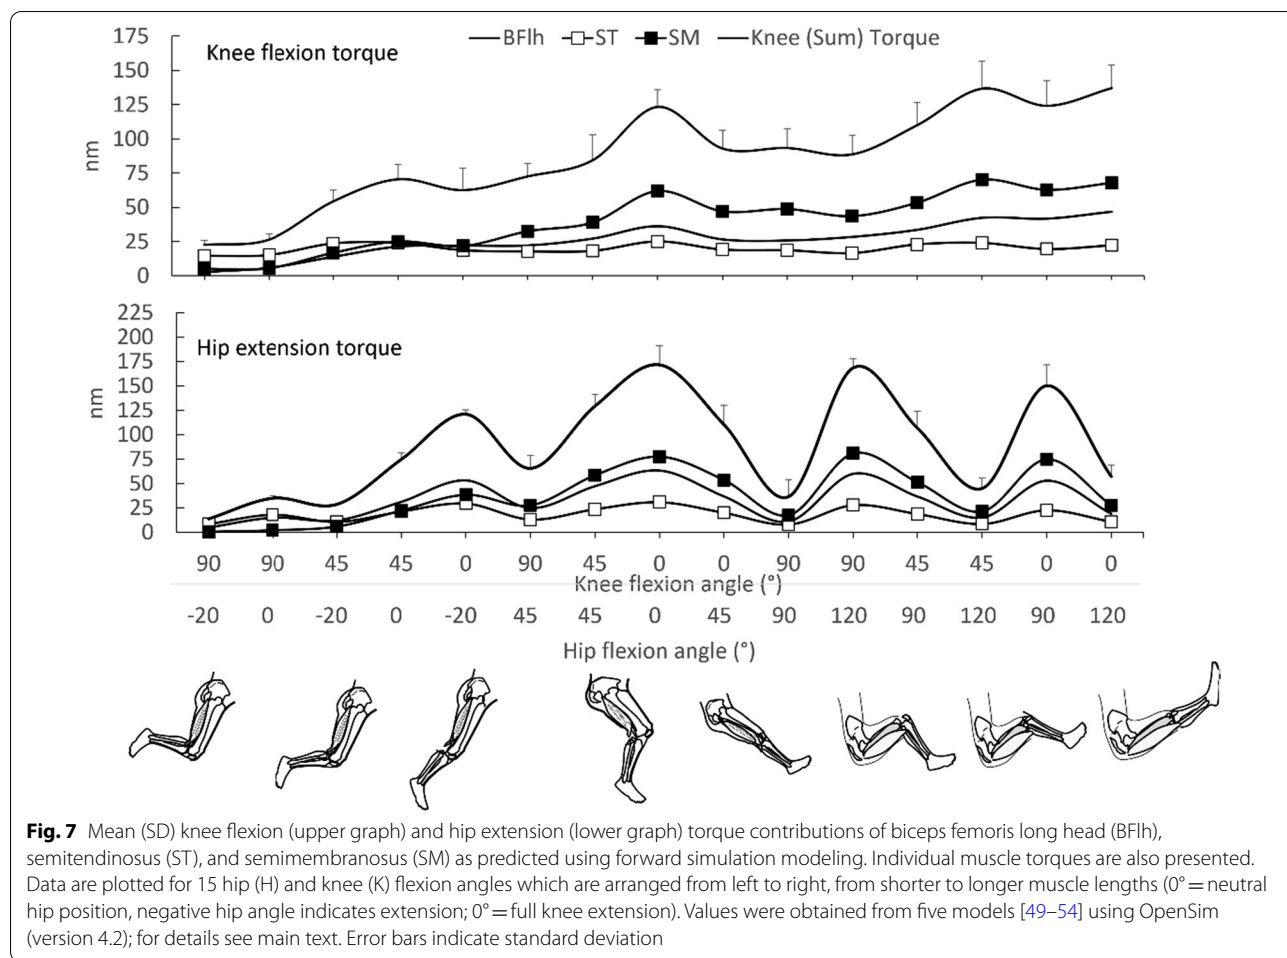 175
Knee flexion torque
BFlh ST SM Knee (Sum) Torque
150
125
100
75
50
25
0
nm
225
200
Hip extension torque
175
150
125
100
75
50
25
0
nm
90 90 45 45 0 90 45 0 45 90 90 45 45 0 0
Knee flexion angle (°)
-20 0 -20 0 -20 45 45 0 45 90 120 90 120 90 120
Hip flexion angle (°)
Fig. 7 Mean (SD) knee flexion (upper graph) and hip extension (lower graph) torque contributions of biceps femoris long head (BFlh),
semitendinosus (ST), and semimembranosus (SM) as predicted using forward simulation modeling. Individual muscle torques are also presented.
Data are plotted for 15 hip (H) and knee (K) flexion angles which are arranged from left to right, from shorter to longer muscle lengths (0° = neutral
hip position, negative hip angle indicates extension; 0° = full knee extension). Values were obtained from five models [49–54] using OpenSim
(version 4.2); for details see main text. Error bars indicate standard deviation